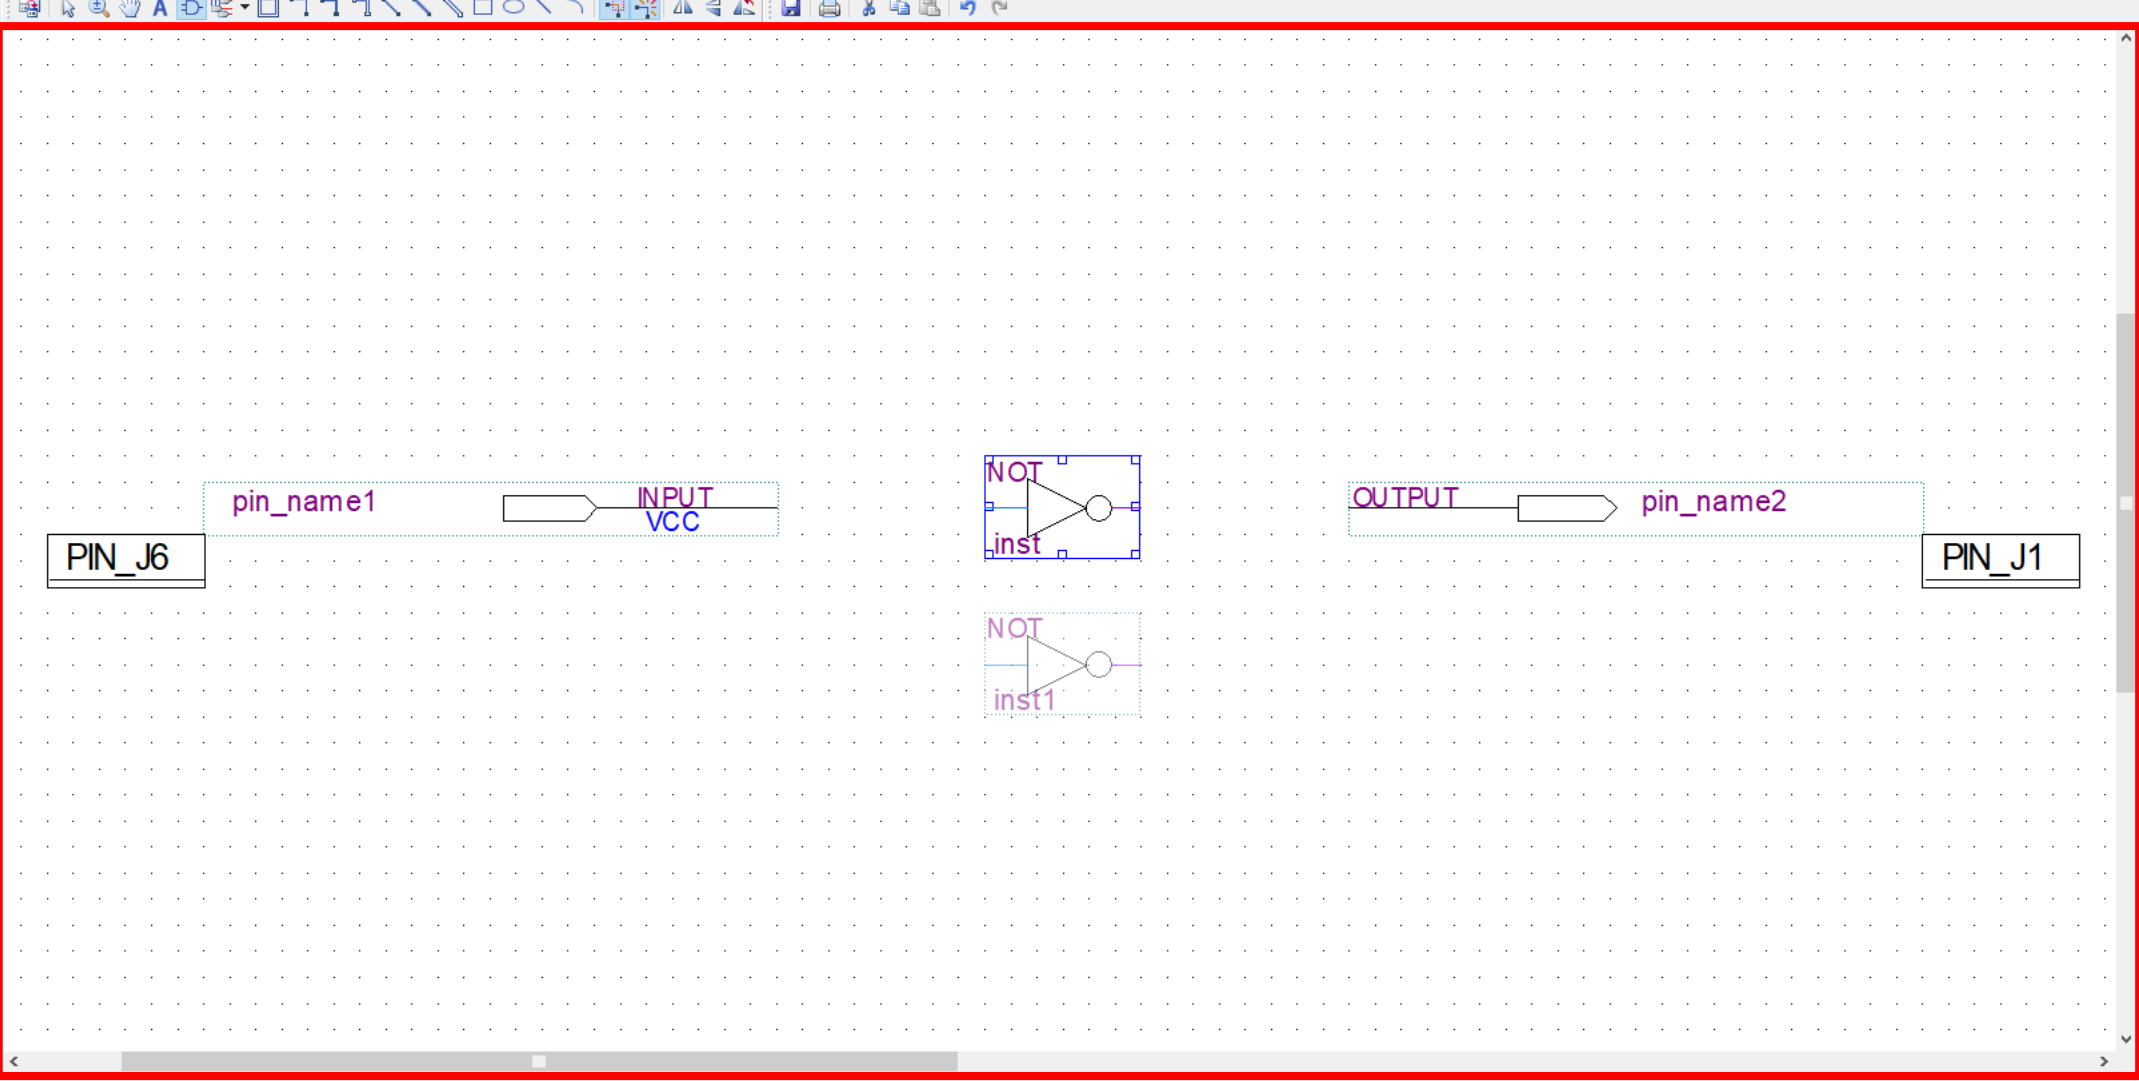 A
NOT
pin_name1
INPUT
OUTPUT
pin_name2
VCC
inst
PIN_J6
PIN_J1
NOT
inst1